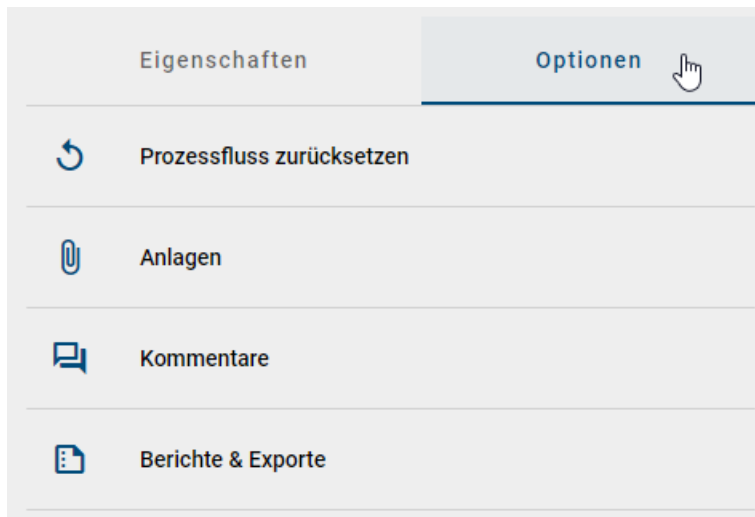 Eigenschaften Optionen
Prozessfluss zurücksetzen
Anlagen
Kommentare
Berichte & Exporte